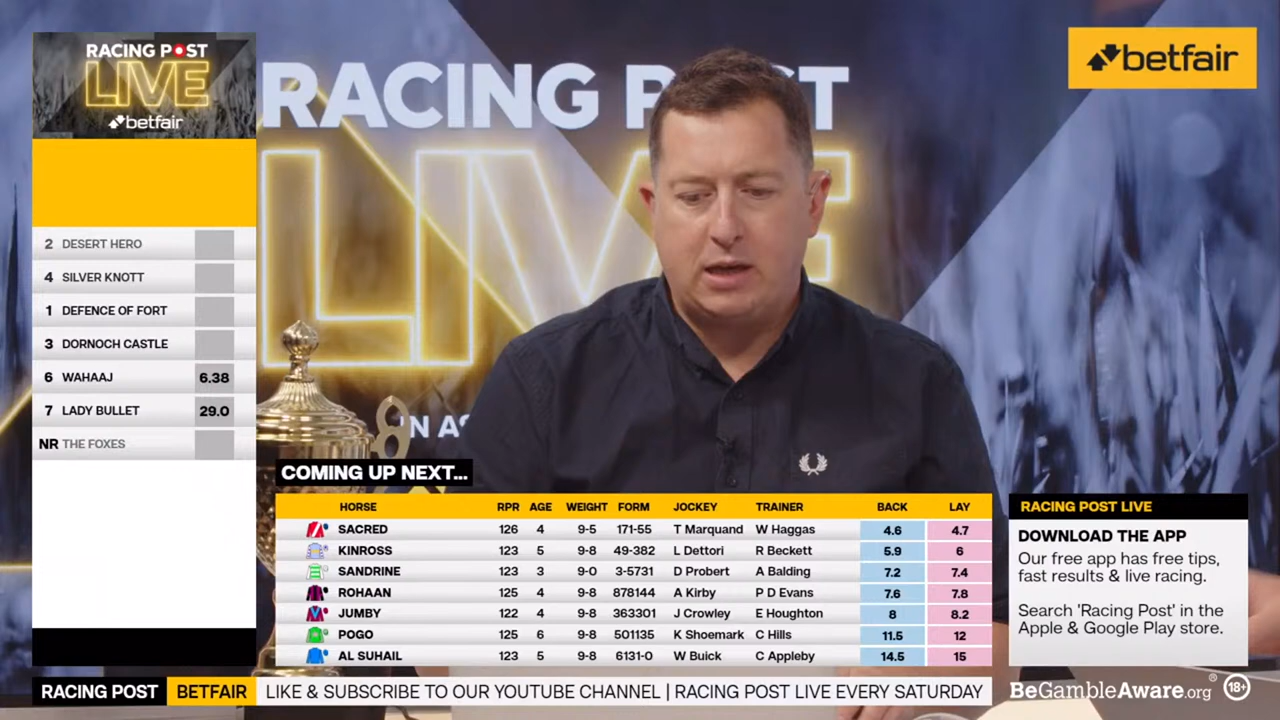 RACING POST
LIVE
betfair
2 DESERT HERO
4 SILVER KNOTT
1 DEFENCE OF FORT
3 DORNOCH CASTLE
6 WAHAAJ 6.38
7 LADY BULLET 29.0
NR THE FOXES
RACING POST
LIVE
IN AS
betfair
COMING UP NEXT...
HORSE RPR AGE WEIGHT FORM JOCKEY TRAINER BACK LAY
SACRED 126 4 9-5 171-55 T Marquand W Haggas 4.6 4.7
KINROSS 123 5 9-8 49-382 L Dettori R Beckett 5.9 6
SANDRINE 123 3 9-0 3-5731 D Probert A Balding 7.2 7.4
ROHAAN 125 4 9-8 878144 A Kirby P D Evans 7.6 7.8
JUMBY 122 4 9-8 363301 J Crowley E Houghton 8 8.2
POGO 125 6 9-8 501135 K Shoemark C Hills 11.5 12
AL SUHAIL 123 5 9-8 6131-0 W Buick C Appleby 14.5 15
RACING POST LIVE
DOWNLOAD THE APP
Our free app has free tips,
fast results & live racing.
Search 'Racing Post' in the
Apple & Google Play store.
RACING POST BETFAIR LIKE & SUBSCRIBE TO OUR YOUTUBE CHANNEL | RACING POST LIVE EVERY SATURDAY
BeGambleAware.org® 18+